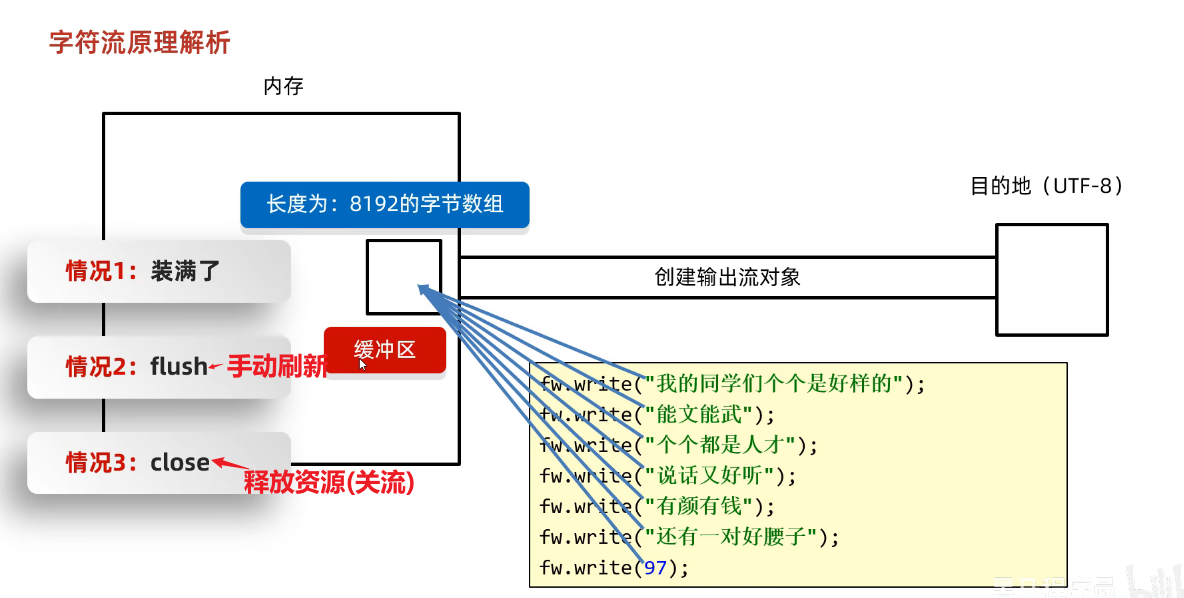 字符流原理解析
内存
长度为：8192的字节数组
目的地（UTF-8）
情况1：装满了
创建输出流对象
情况2：flush
手动刷新
缓冲区
情况3：close
释放资源(关流)
fw.write("我的同学们个个是好样的");
fw.write("能文能武");
fw.write("个个都是人才");
fw.write("说话又好听");
fw.write("有颜有钱");
fw.write("还有一对好腰子");
fw.write(97);